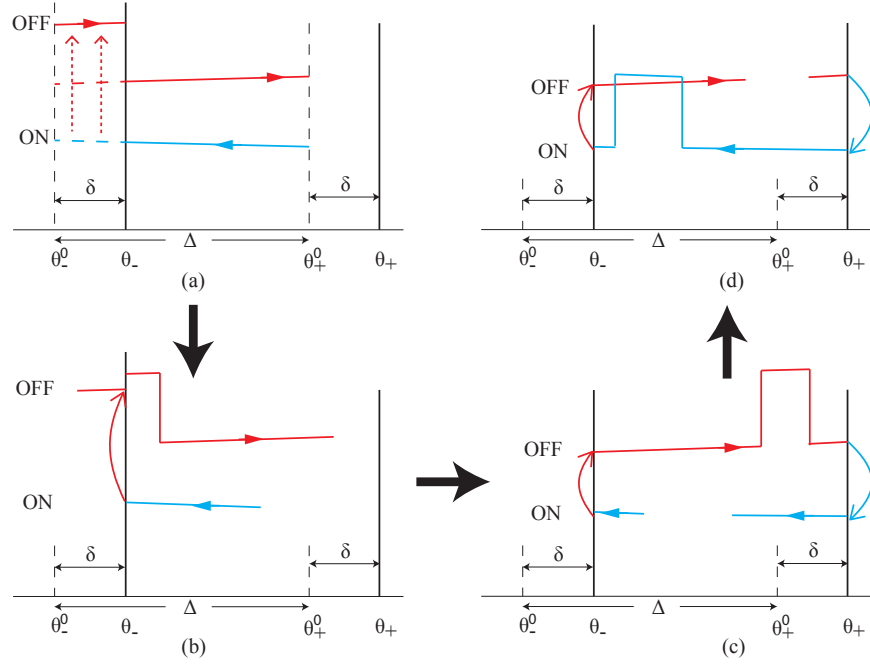 OFF
ON
δ
δ
Δ
θ⁰₋ θ₋ θ⁰₊ θ₊
(a)
OFF
ON
δ
δ
Δ
θ⁰₋ θ₋ θ⁰₊ θ₊
(d)
OFF
ON
δ
δ
Δ
θ⁰₋ θ₋ θ⁰₊ θ₊
(b)
OFF
ON
δ
δ
Δ
θ⁰₋ θ₋ θ⁰₊ θ₊
(c)